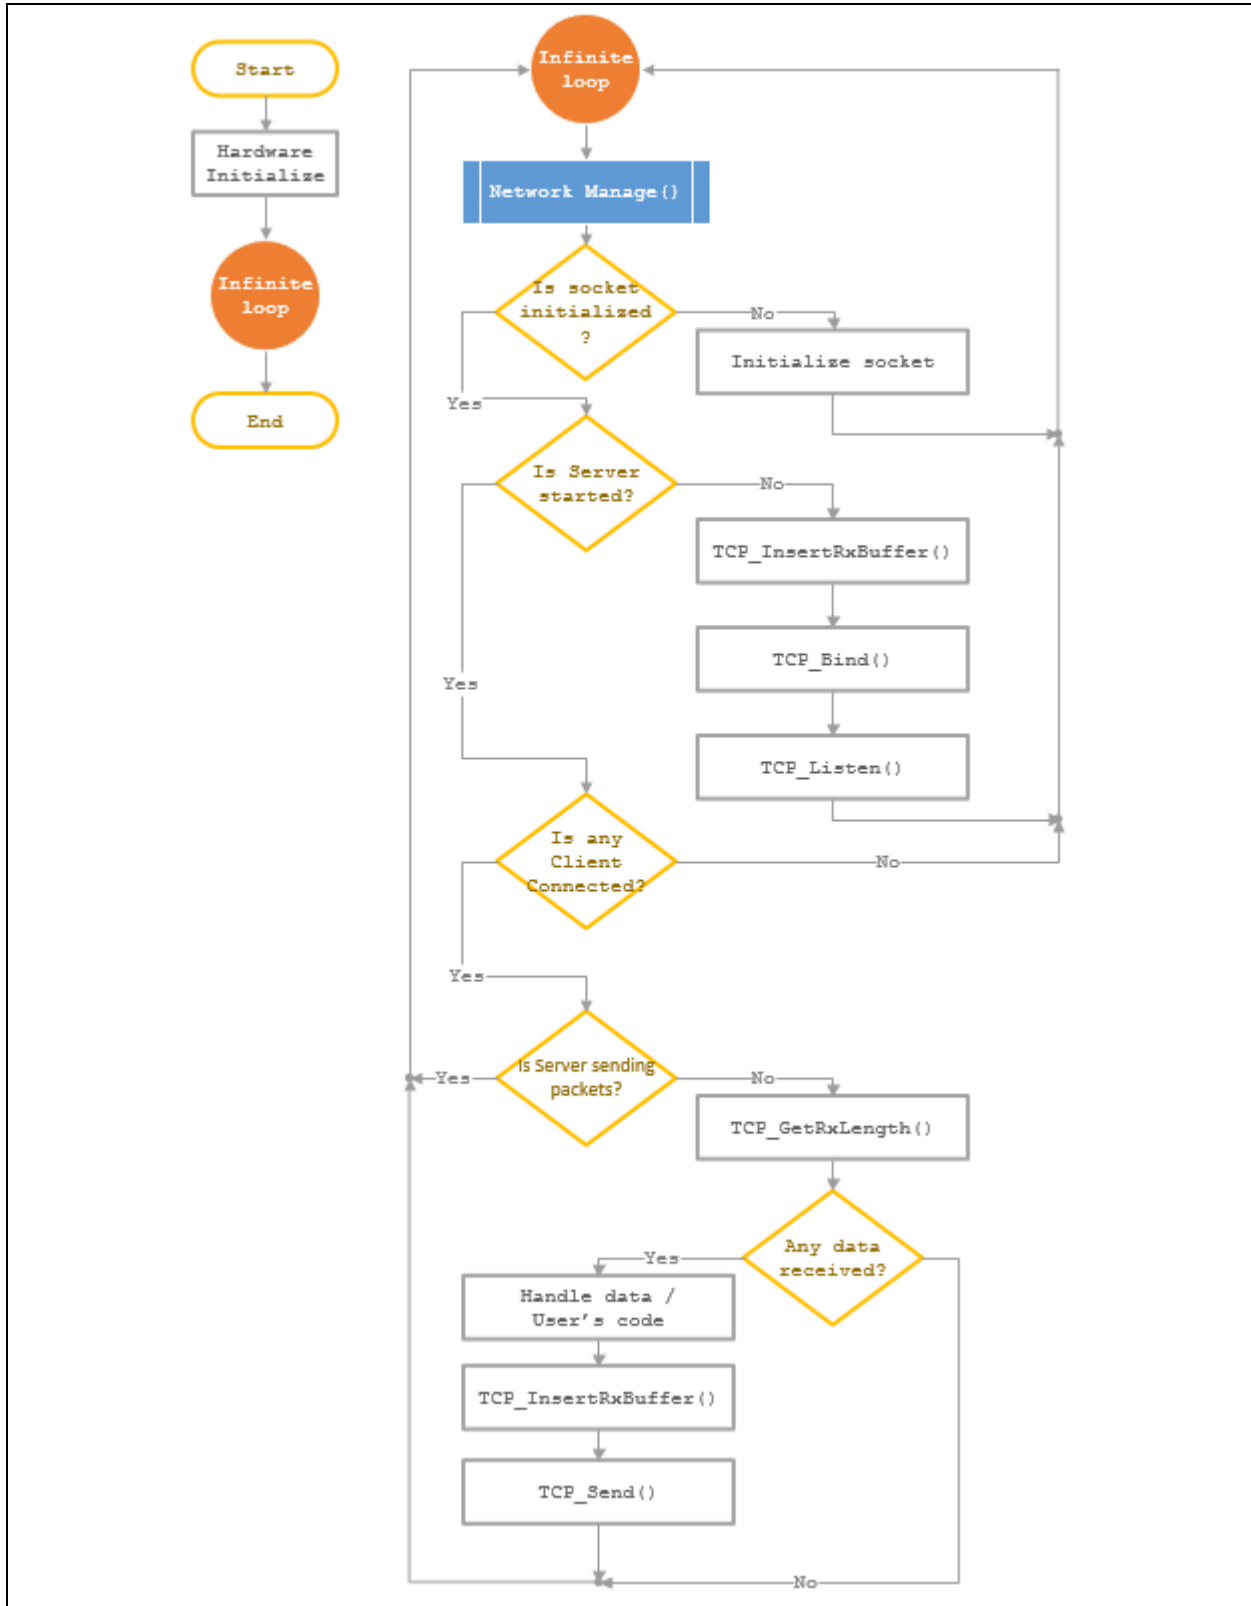 Start
Hardware
Initialize
Infinite
loop
End
Infinite
loop
Network Manage()
Is socket
initialized
?
No
Initialize socket
Yes
Is Server
started?
No
TCP_InsertRxBuffer()
TCP_Bind()
Yes
TCP_Listen()
Is any
Client
Connected?
No
Yes
Is Server sending
packets?
Yes
No
TCP_GetRxLength()
Any data
received?
Yes
Handle data /
User’s code
TCP_InsertRxBuffer()
TCP_Send()
No